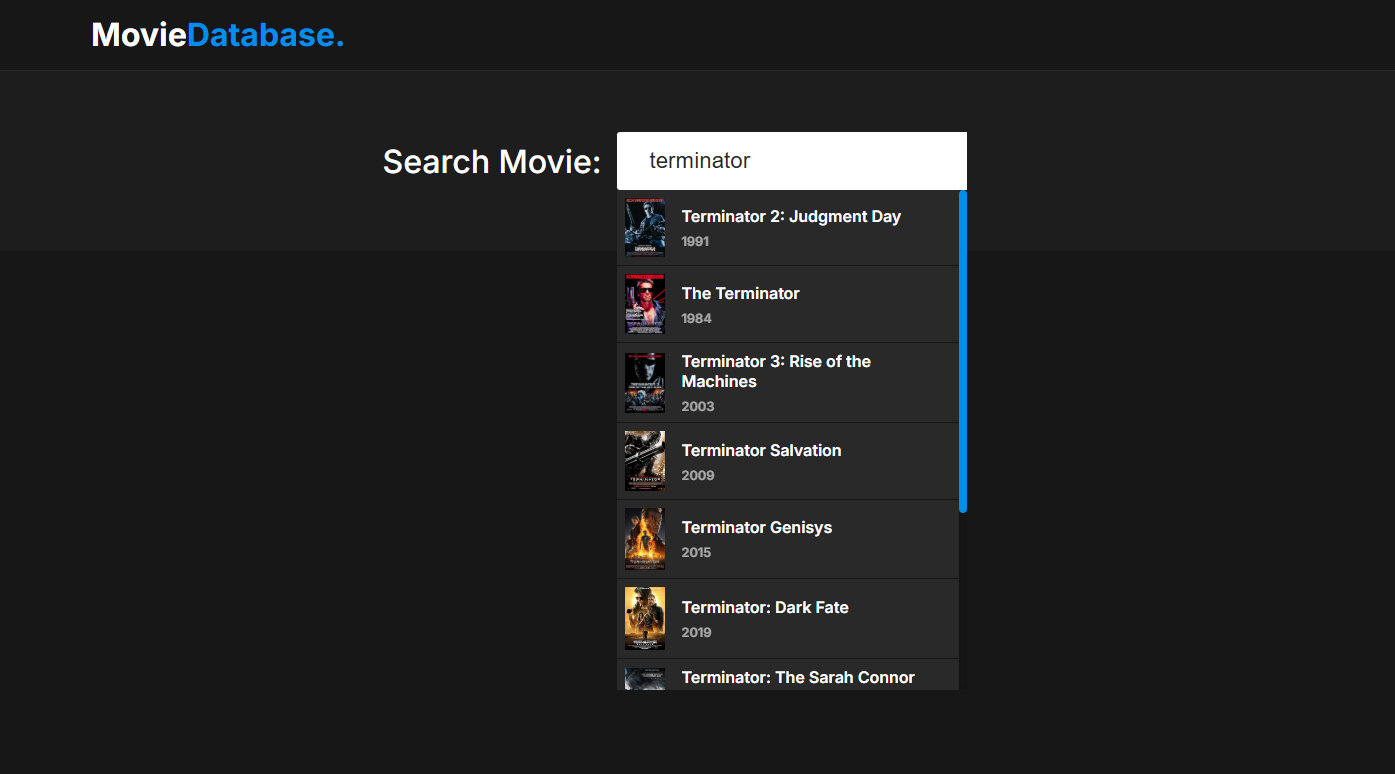 MovieDatabase.
Search Movie:
terminator
Terminator 2: Judgment Day
1991
The Terminator
1984
Terminator 3: Rise of the
Machines
2003
Terminator Salvation
2009
Terminator Genisys
2015
Terminator: Dark Fate
2019
Terminator: The Sarah Connor